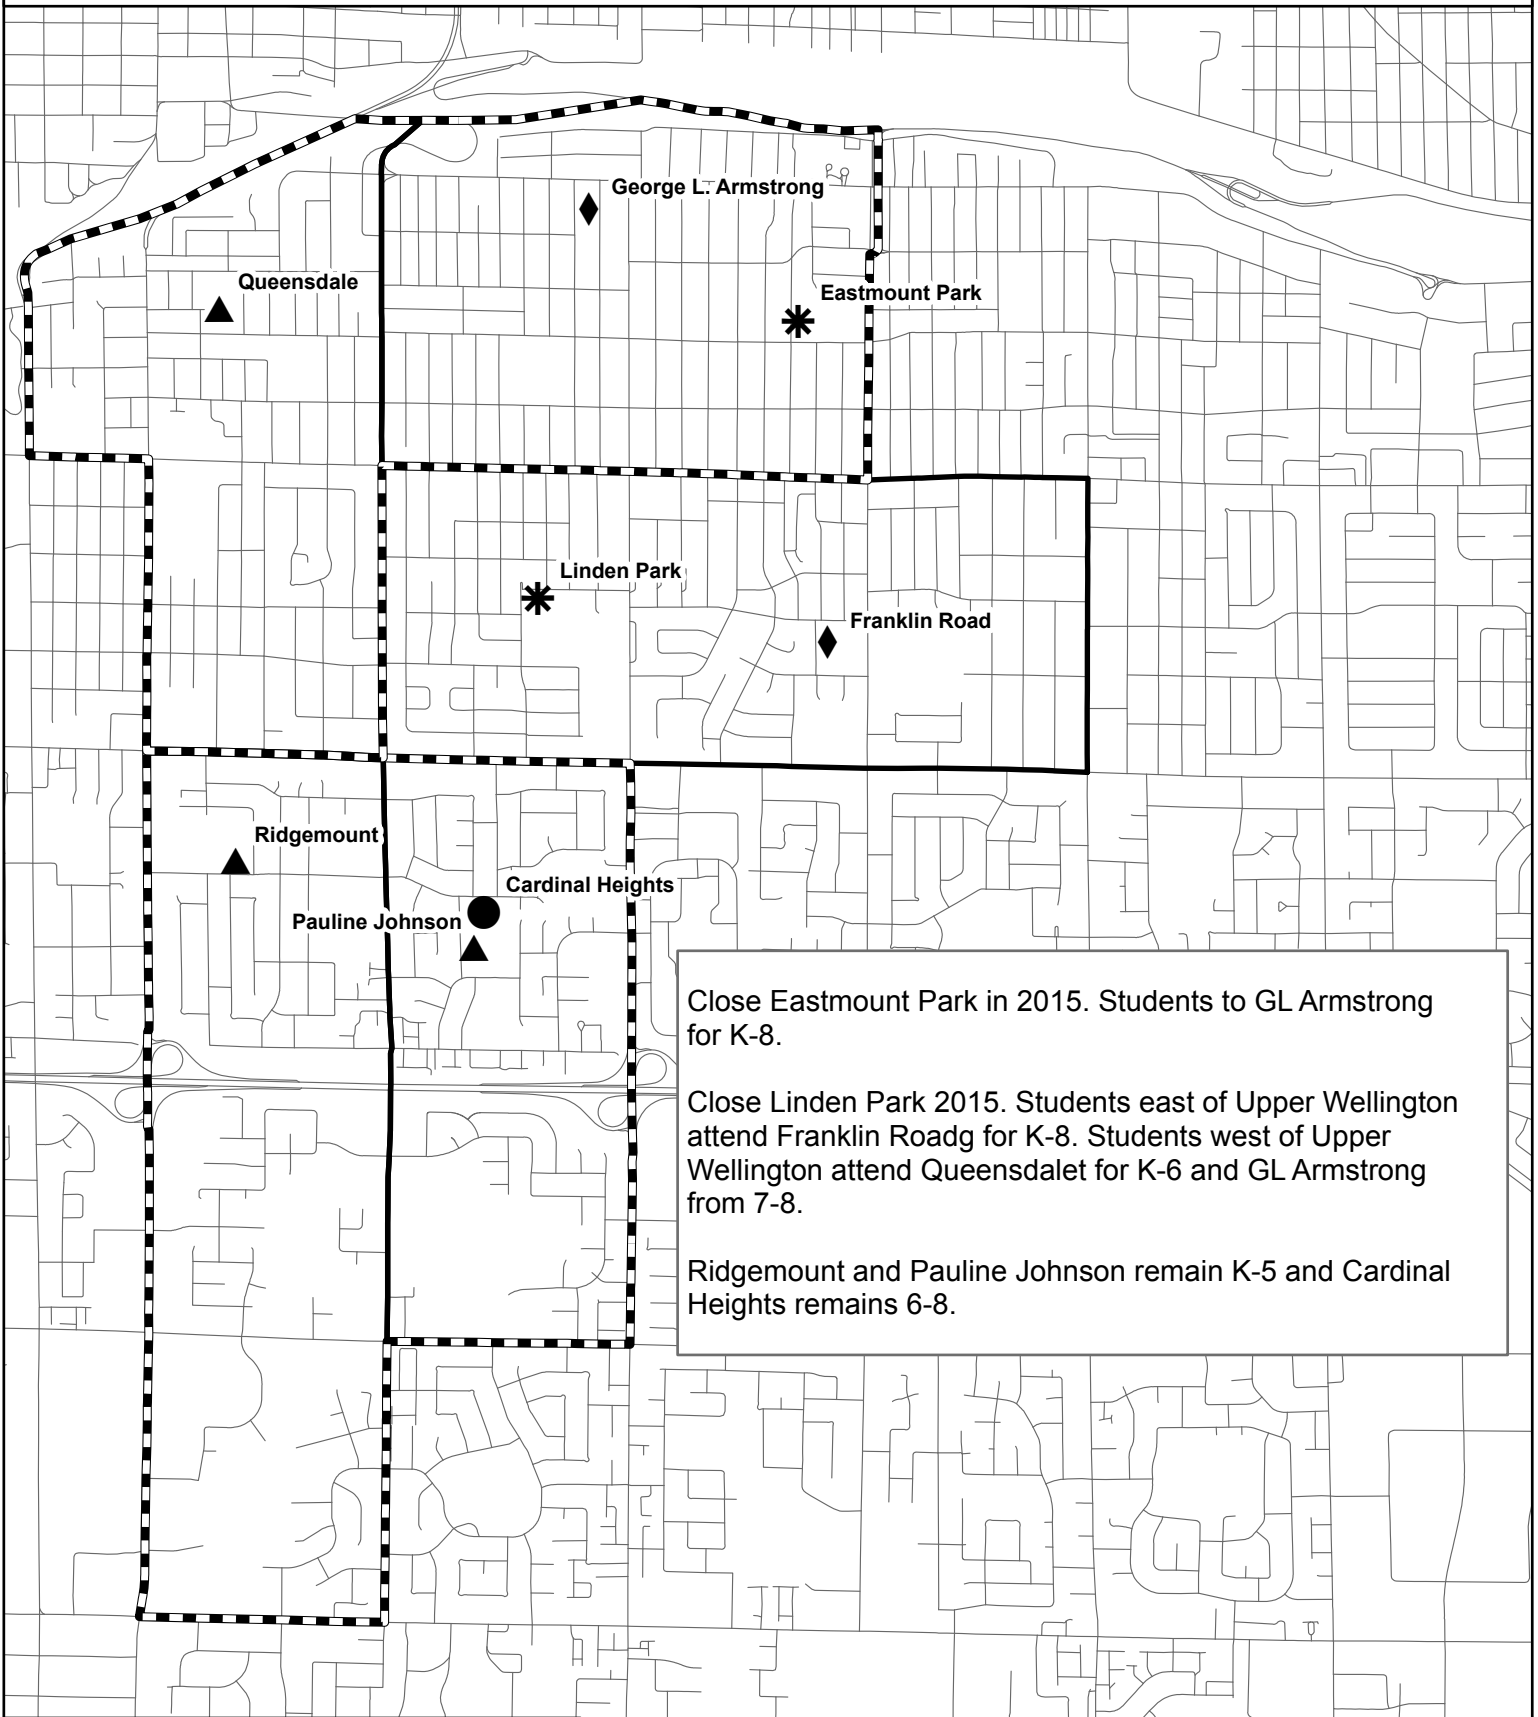 George L. Armstrong
Queensdale
Eastmount Park
Linden Park
Franklin Road
Ridgemount
Cardinal Heights
Pauline Johnson
Close Eastmount Park in 2015. Students to GL Armstrong
for K-8.
Close Linden Park 2015. Students east of Upper Wellington
attend Franklin Roadg for K-8. Students west of Upper
Wellington attend Queensdalet for K-6 and GL Armstrong
from 7-8.
Ridgemount and Pauline Johnson remain K-5 and Cardinal
Heights remains 6-8.